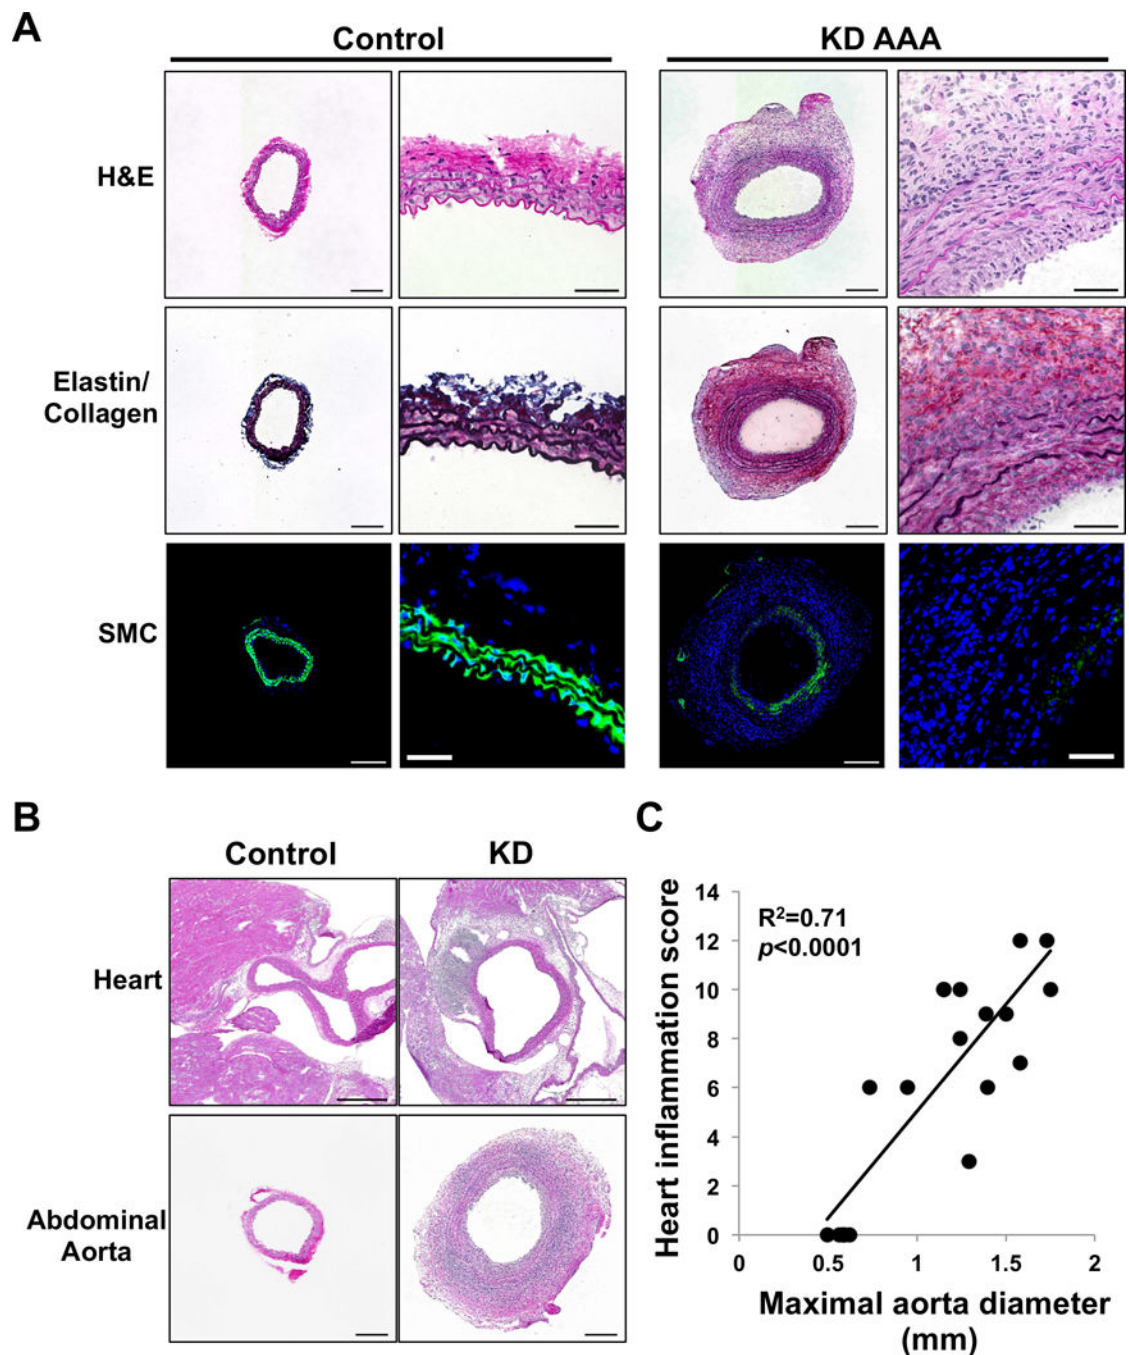 A
Control
KD AAA
H&E
Elastin/
Collagen
SMC
B
Control
KD
Heart
Abdominal
Aorta
C
Heart inflammation score
14
12
10
8
6
4
2
0
R²=0.71
p<0.0001
0
0.5
1
1.5
2
Maximal aorta diameter
(mm)